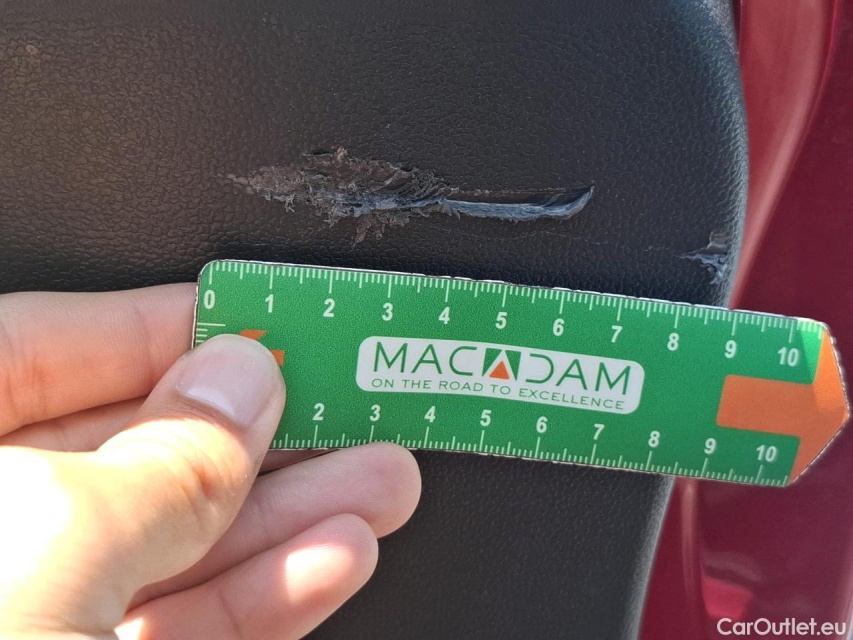 0 1 2 3 4 5 6 7 8 9 10
MACADAM
ON THE ROAD TO EXCELLENCE
2 3 4 5 6 7 8 9 10
CarOutlet.eu